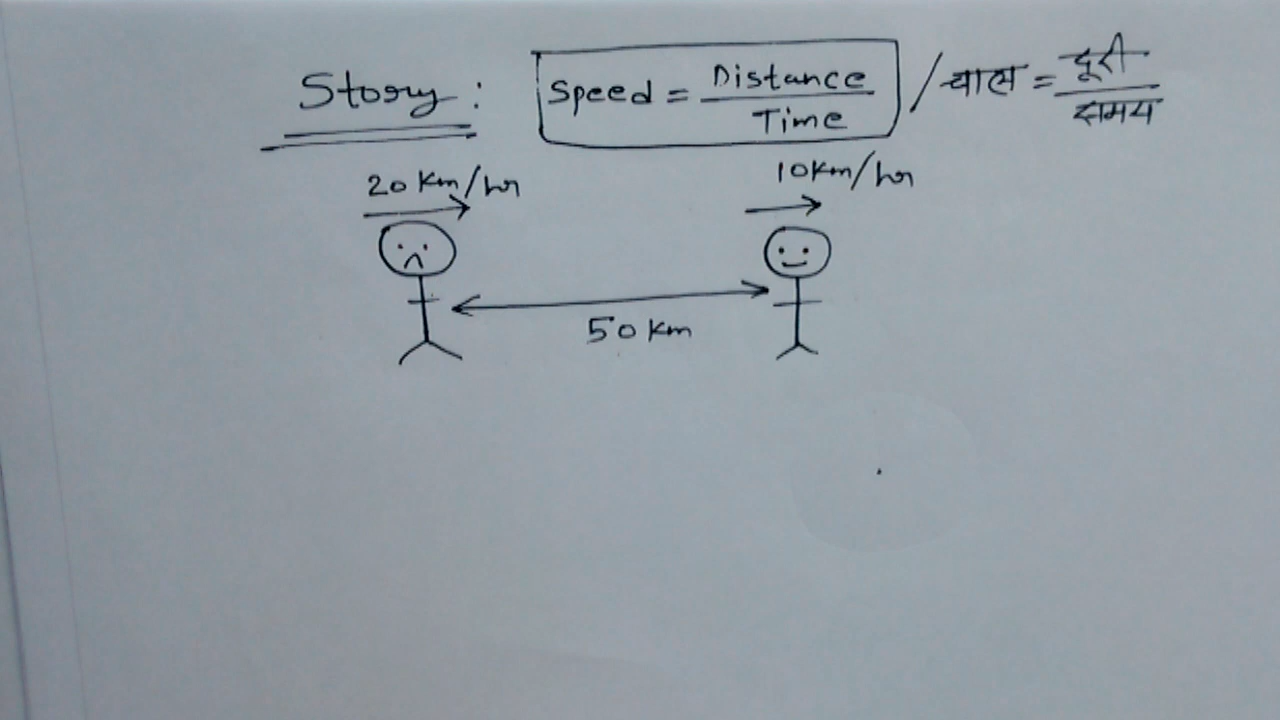 Story: Speed = Distance / Time / चाल = दूरी / समय
20 Km/hr 10Km/hr
50 Km